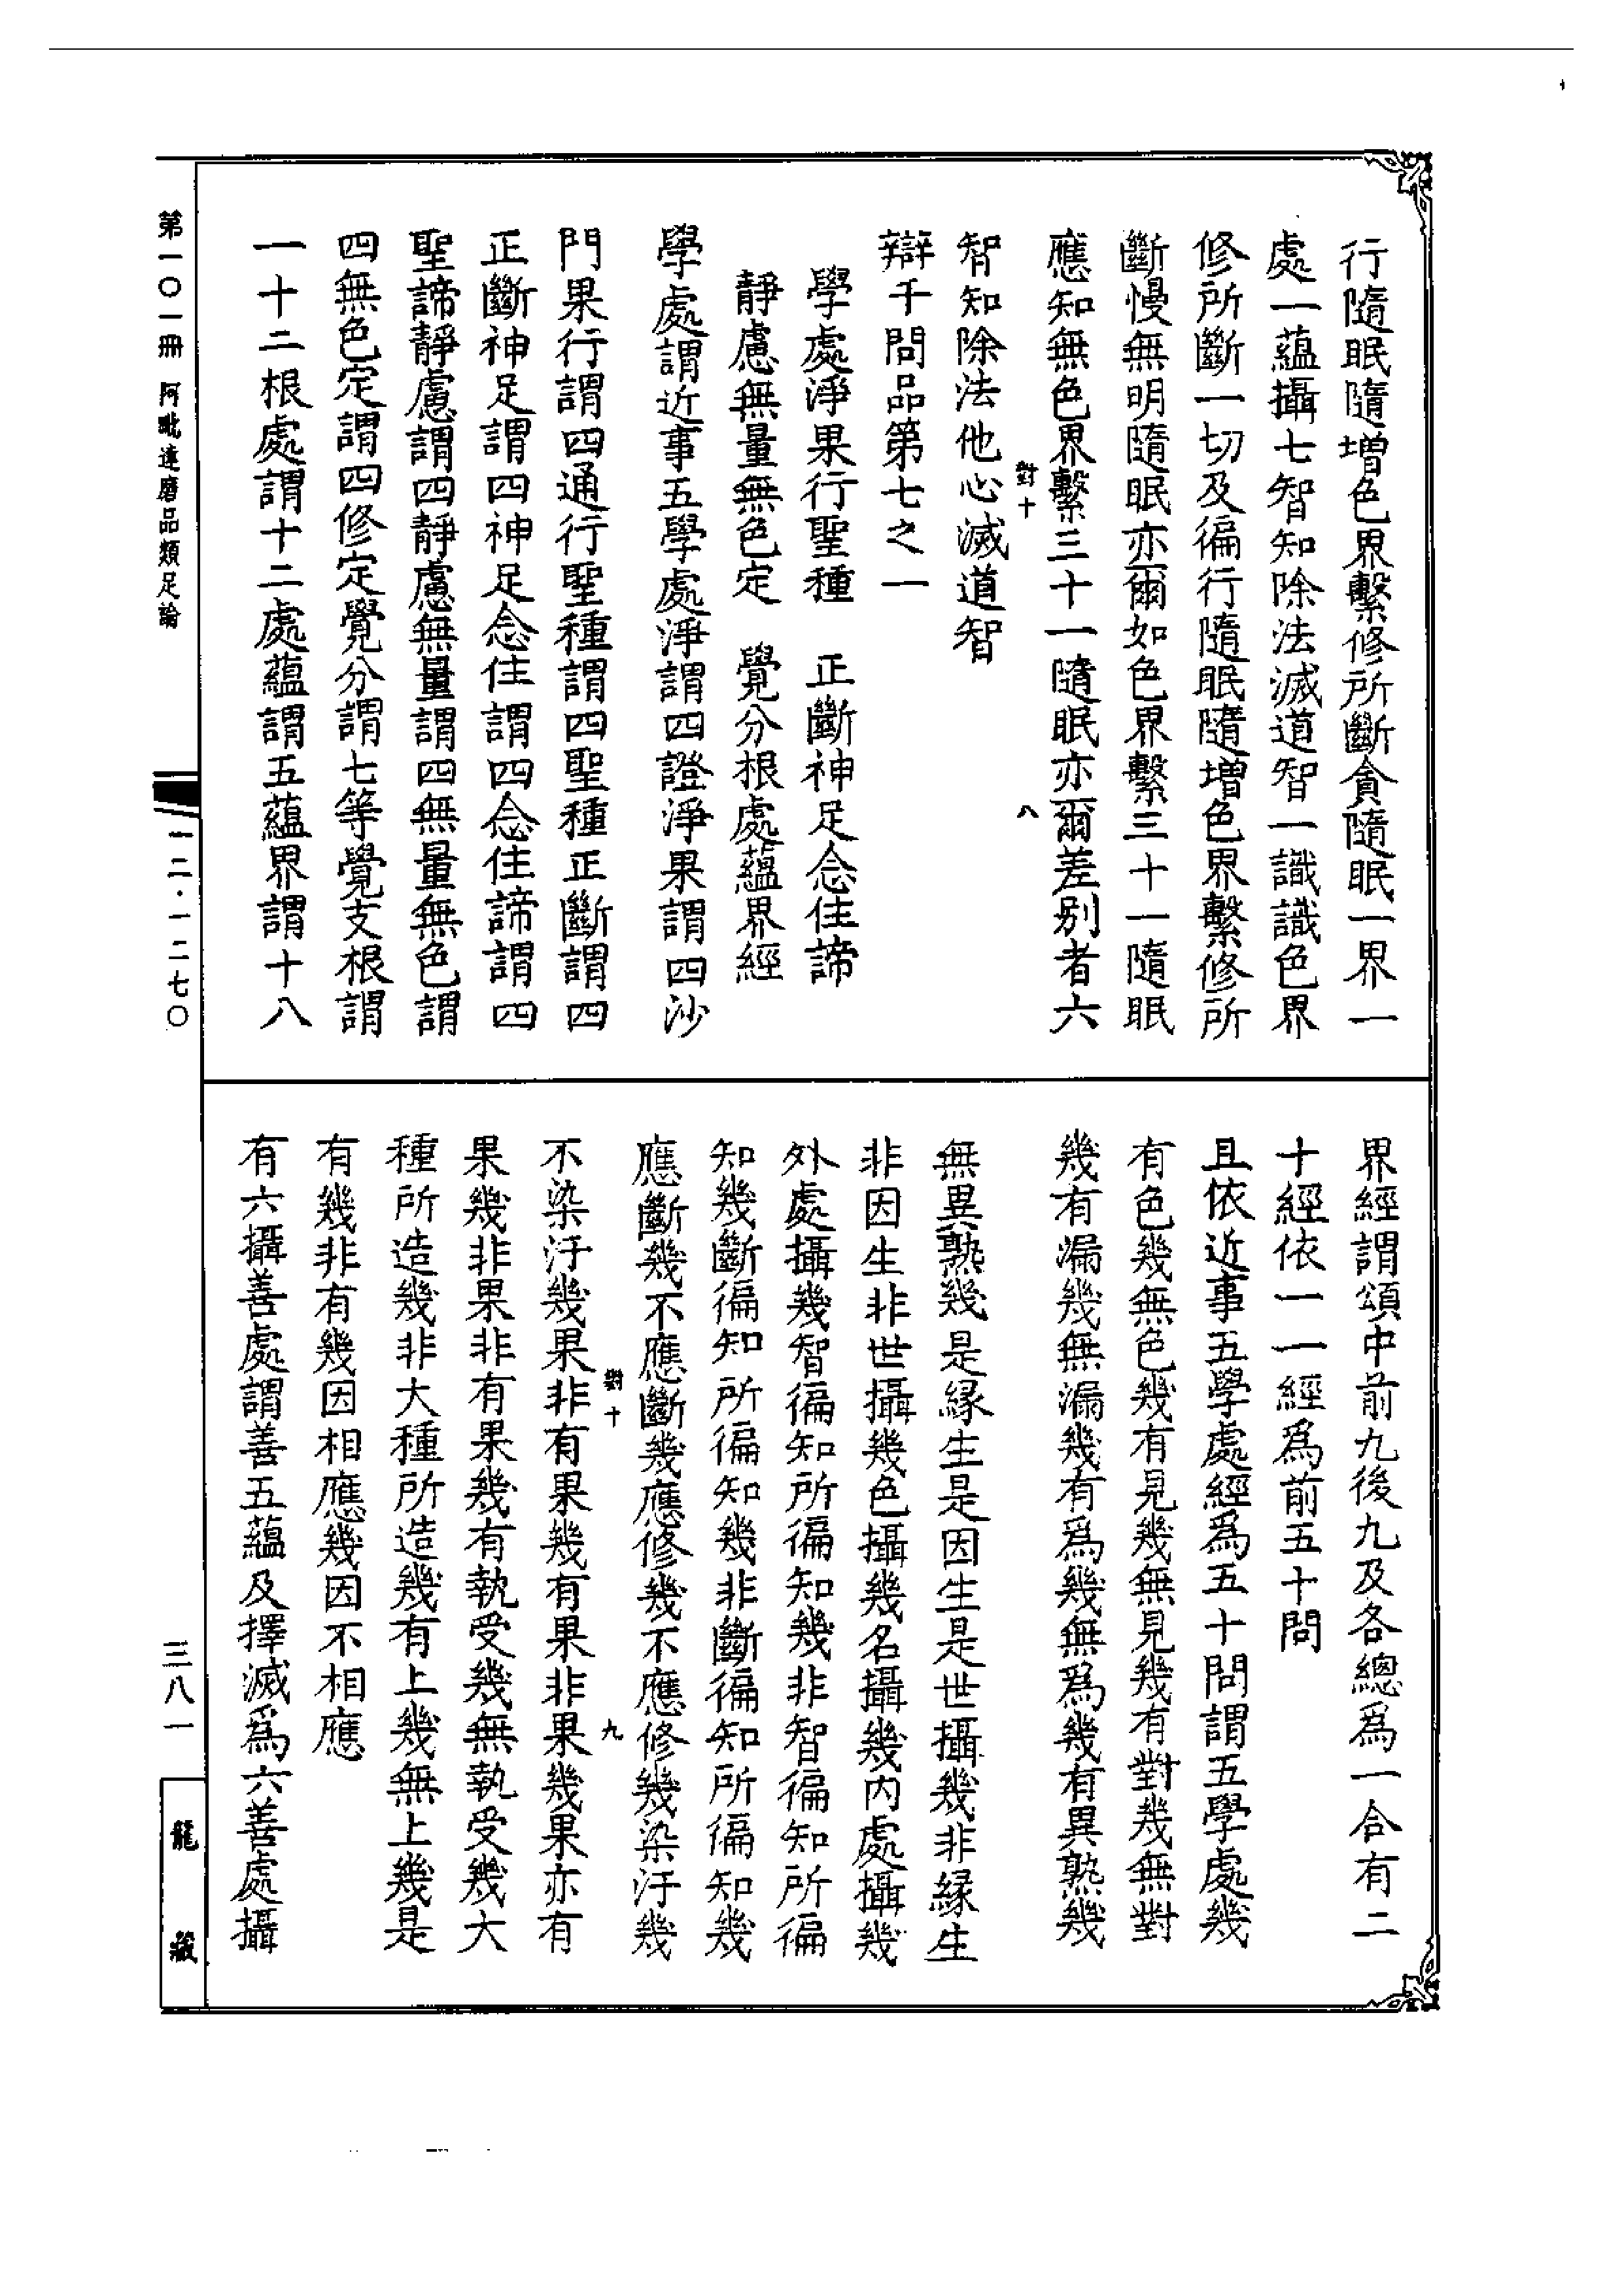 行隨眠隨增色界繫修所斷貪隨眠一界一
處一蘊攝七智知除法滅道智一識識色界
修所斷一切及徧行隨眠隨增色界繫修所
斷慢無明隨眠亦爾如色界繫三十一隨眠
應知無色界繫三十一隨眠亦爾差別者六
對十 八
智知除法他心滅道智
辯千問品第七之一
學處淨果行聖種 正斷神足念住諦
靜慮無量無色定 覺分根處蘊界經
學處謂近事五學處淨謂四證淨果謂四沙
門果行謂四通行聖種謂四聖種正斷謂四
正斷神足謂四神足念住謂四念住諦謂四
聖諦靜慮謂四靜慮無量謂四無量無色謂
四無色定謂四修定覺分謂七等覺支根謂
二十二根處謂十二處蘊謂五蘊界謂十八
界經謂頌中前九後九及各總為一合有二
十經依一一經為前五十問
且依近事五學處經為五十問謂五學處幾
有色幾無色幾有見幾無見幾有對幾無對
幾有漏幾無漏幾有為幾無為幾有異熟幾
無異熟幾是緣生是因生是世攝幾非緣生
非因生非世攝幾色攝幾名攝幾內處攝幾
外處攝幾智徧知所徧知幾非智徧知所徧
知幾斷徧知所徧知幾非斷徧知所徧知幾
應斷幾不應斷幾應修幾不應修幾染汙幾
對十 九
不染汙幾果非有果幾有果非果幾果亦有
果幾非果非有果幾有執受幾無執受幾大
種所造幾非大種所造幾有上幾無上幾是
有幾非有幾因相應幾因不相應
有六攝善處謂善五蘊及擇滅為六善處攝
第一〇一冊 阿毗達磨品類足論
一二·一二七〇
三八一
龍藏